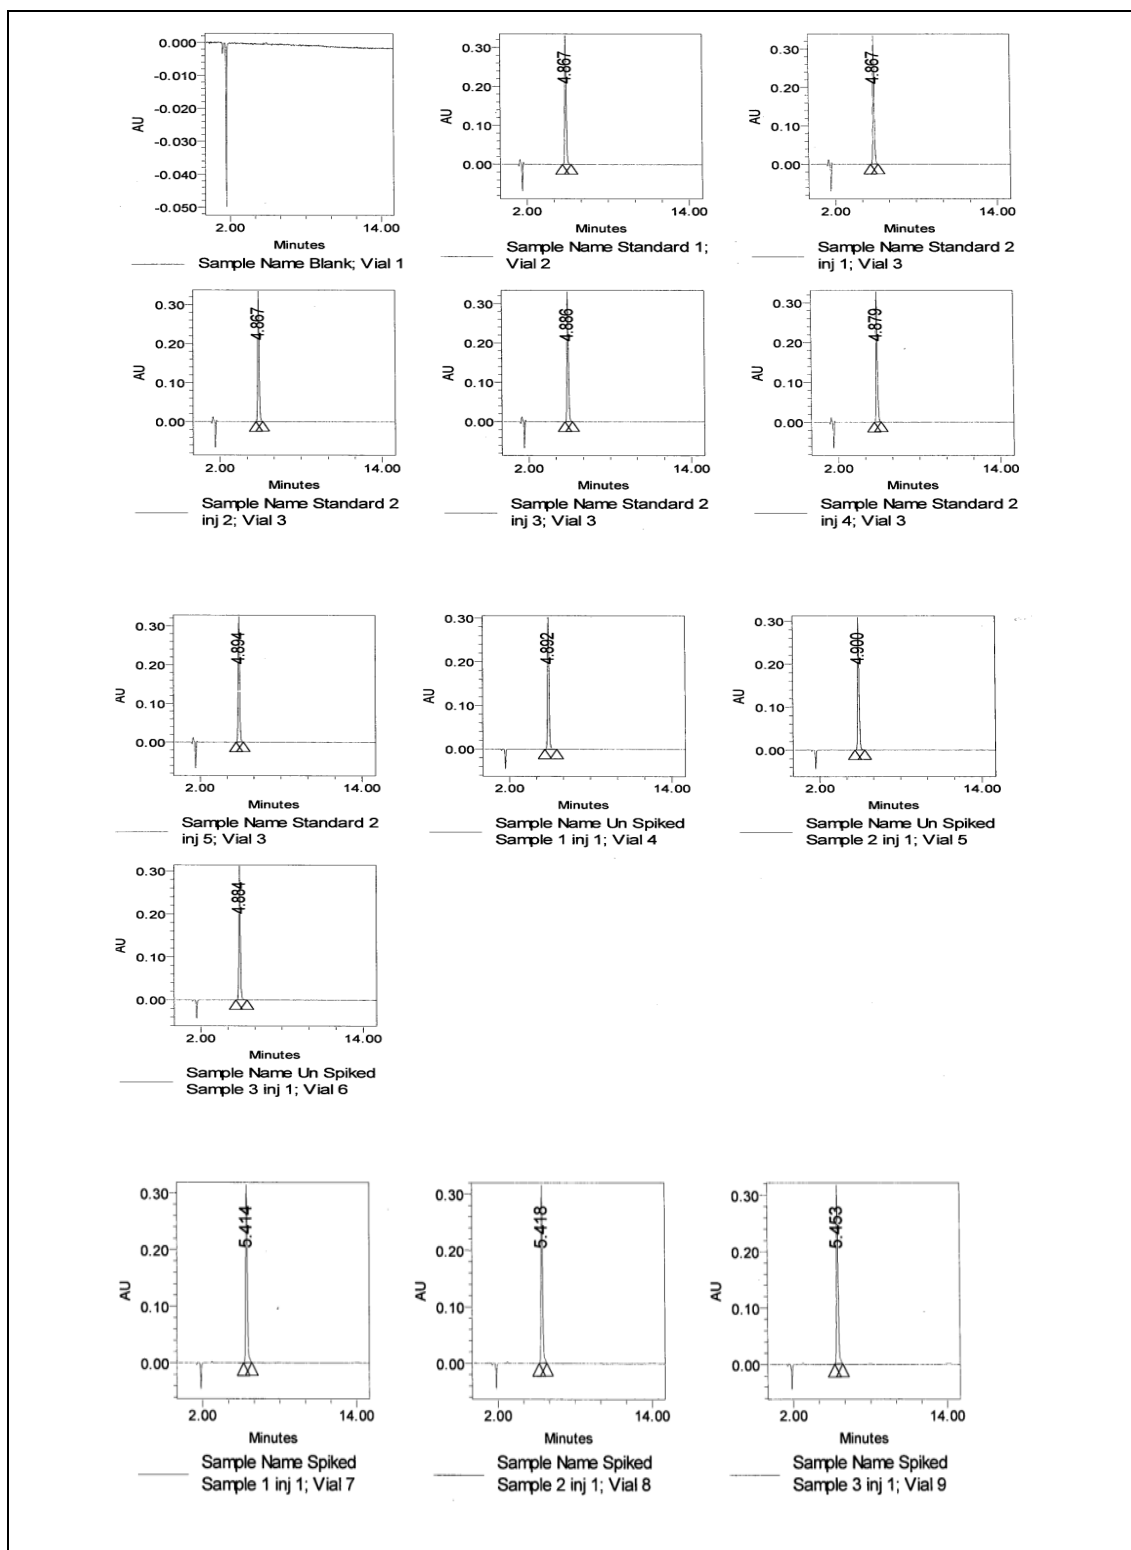 0.000
-0.010
-0.020
-0.030
-0.040
-0.050
AU
2.00 14.00
Minutes
Sample Name Blank; Vial 1
0.30
0.20
0.10
0.00
AU
4.867
2.00 14.00
Minutes
Sample Name Standard 1;
Vial 2
0.30
0.20
0.10
0.00
AU
4.867
2.00 14.00
Minutes
Sample Name Standard 2
inj 1; Vial 3
0.30
0.20
0.10
0.00
AU
4.867
2.00 14.00
Minutes
Sample Name Standard 2
inj 2; Vial 3
0.30
0.20
0.10
0.00
AU
4.886
2.00 14.00
Minutes
Sample Name Standard 2
inj 3; Vial 3
0.30
0.20
0.10
0.00
AU
4.879
2.00 14.00
Minutes
Sample Name Standard 2
inj 4; Vial 3
0.30
0.20
0.10
0.00
AU
4.894
2.00 14.00
Minutes
Sample Name Standard 2
inj 5; Vial 3
0.30
0.20
0.10
0.00
AU
4.892
2.00 14.00
Minutes
Sample Name Un Spiked
Sample 1 inj 1; Vial 4
0.30
0.20
0.10
0.00
AU
4.900
2.00 14.00
Minutes
Sample Name Un Spiked
Sample 2 inj 1; Vial 5
0.30
0.20
0.10
0.00
AU
4.884
2.00 14.00
Minutes
Sample Name Un Spiked
Sample 3 inj 1; Vial 6
0.30
0.20
0.10
0.00
AU
5.414
2.00 14.00
Minutes
Sample Name Spiked
Sample 1 inj 1; Vial 7
0.30
0.20
0.10
0.00
AU
5.418
2.00 14.00
Minutes
Sample Name Spiked
Sample 2 inj 1; Vial 8
0.30
0.20
0.10
0.00
AU
5.453
2.00 14.00
Minutes
Sample Name Spiked
Sample 3 inj 1; Vial 9